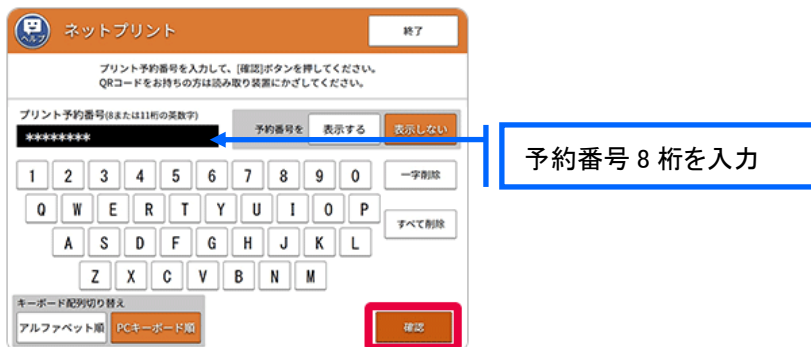 ヘルプ
ネットプリント
終了
プリント予約番号を入力して、[確認]ボタンを押してください。
QRコードをお持ちの方は読み取り装置にかざしてください。
プリント予約番号(8または11桁の英数字)
********
予約番号を 表示する 表示しない
予約番号 8 桁を入力
1 2 3 4 5 6 7 8 9 0 一字削除
Q W E R T Y U I O P
すべて削除
A S D F G H J K L
Z X C V B N M
キーボード配列切り替え
アルファベット順 PCキーボード順
確認